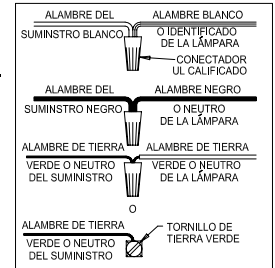 ALAMBRE DEL ALAMBRE BLANCO
SUMINSTRO BLANCO O IDENTIFICADO
DE LA LÁMPARA
CONECTADOR
UL CALIFICADO
ALAMBRE DEL ALAMBRE NEGRO
SUMINSTRO NEGRO O NEUTRO
DE LA LÁMPARA
ALAMBRE DE TIERRA ALAMBRE DE TIERRA
VERDE O NEUTRO VERDE O NEUTRO
DEL SUMINISTRO DE LA LÁMPARA
O
ALAMBRE DE TIERRA TORNILLO DE
TIERRA VERDE
VERDE O NEUTRO
DEL SUMINISTRO